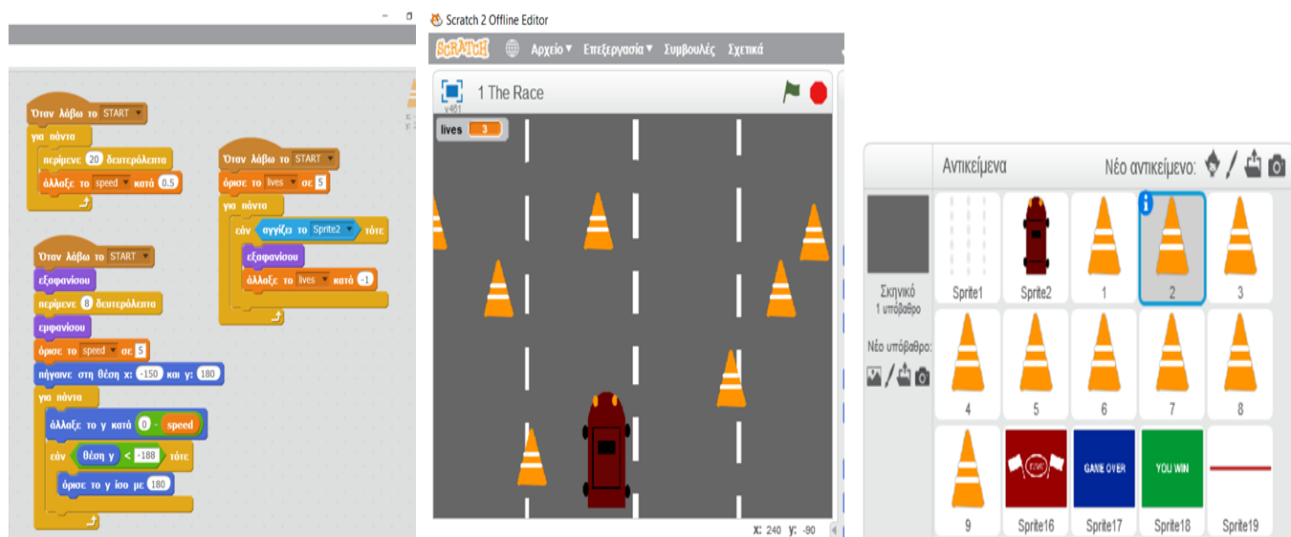 Όταν λάβω το START
για πάντα
περίμενε 20 δευτερόλεπτα
άλλαξε το speed κατά 0.5
Όταν λάβω το START
όρισε το lives σε 5
για πάντα
εάν αγγίζει το Sprite2 τότε
εξαφανίσου
άλλαξε το lives κατά -1
Όταν λάβω το START
εξαφανίσου
περίμενε 8 δευτερόλεπτα
εμφανίσου
όρισε το speed σε 5
πήγαινε στη θέση x: -150 και y: 180
για πάντα
άλλαξε το y κατά 0 - speed
εάν θέση y < -188 τότε
όρισε το y ίσο με 180
Scratch 2 Offline Editor
SCRATCH Αρχείο Επεξεργασία Συμβουλές Σχετικά
1 The Race
v461
lives 3
x: 240 y: -90
Αντικείμενα Νέο αντικείμενο:
Σκηνικό
1 υπόβαθρο
Νέο υπόβαθρο:
Sprite1 Sprite2 1 2 3
4 5 6 7 8
GAME OVER YOU WIN
9 Sprite16 Sprite17 Sprite18 Sprite19